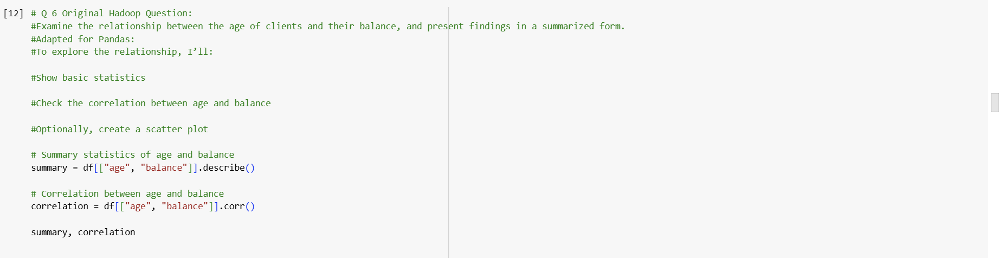 [12] # Q 6 Original Hadoop Question:
#Examine the relationship between the age of clients and their balance, and present findings in a summarized form.
#Adapted for Pandas:
#To explore the relationship, I’ll:
#Show basic statistics
#Check the correlation between age and balance
#Optionally, create a scatter plot
# Summary statistics of age and balance
summary = df[["age", "balance"]].describe()
# Correlation between age and balance
correlation = df[["age", "balance"]].corr()
summary, correlation